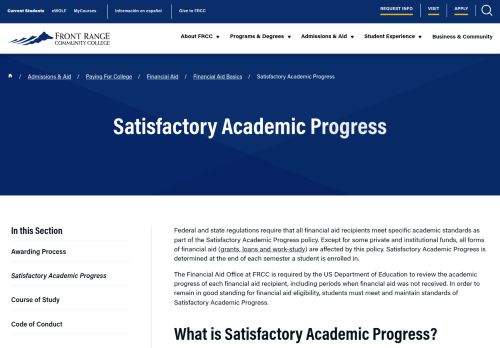 Current Students eWOLF MyCourses Información en español Give to FRCC REQUEST INFO VISIT APPLY
FRONT RANGE
COMMUNITY COLLEGE
About FRCC Programs & Degrees Admissions & Aid Student Experience Business & Community
/ Admissions & Aid / Paying For College / Financial Aid / Financial Aid Basics / Satisfactory Academic Progress
Satisfactory Academic Progress
In this Section
Awarding Process
Satisfactory Academic Progress
Course of Study
Code of Conduct
Federal and state regulations require that all financial aid recipients meet specific academic standards as
part of the Satisfactory Academic Progress policy. Except for some private and institutional funds, all forms
of financial aid (grants, loans and work-study) are affected by this policy. Satisfactory Academic Progress is
determined at the end of each semester a student is enrolled in.
The Financial Aid Office at FRCC is required by the US Department of Education to review the academic
progress of each financial aid recipient, including periods when financial aid was not received. In order to
remain in good standing for financial aid eligibility, students must meet and maintain standards of
Satisfactory Academic Progress.
What is Satisfactory Academic Progress?